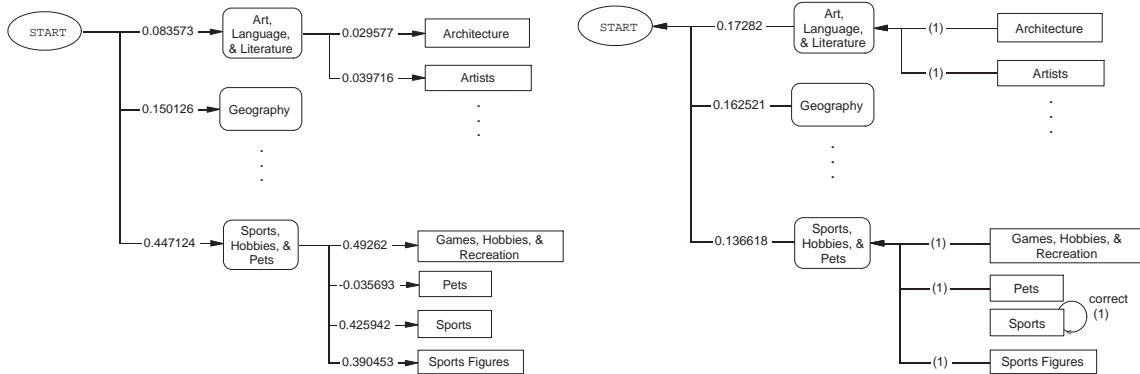 START
0.083573
Art,
Language,
& Literature
0.029577
Architecture
0.039716
Artists
0.150126
Geography
0.447124
Sports,
Hobbies, &
Pets
0.49262
Games, Hobbies, &
Recreation
-0.035693
Pets
0.425942
Sports
0.390453
Sports Figures
START
0.17282
Art,
Language,
& Literature
(1)
Architecture
(1)
Artists
0.162521
Geography
0.136618
Sports,
Hobbies, &
Pets
(1)
Games, Hobbies, &
Recreation
(1)
Pets
correct
(1)
Sports
(1)
Sports Figures